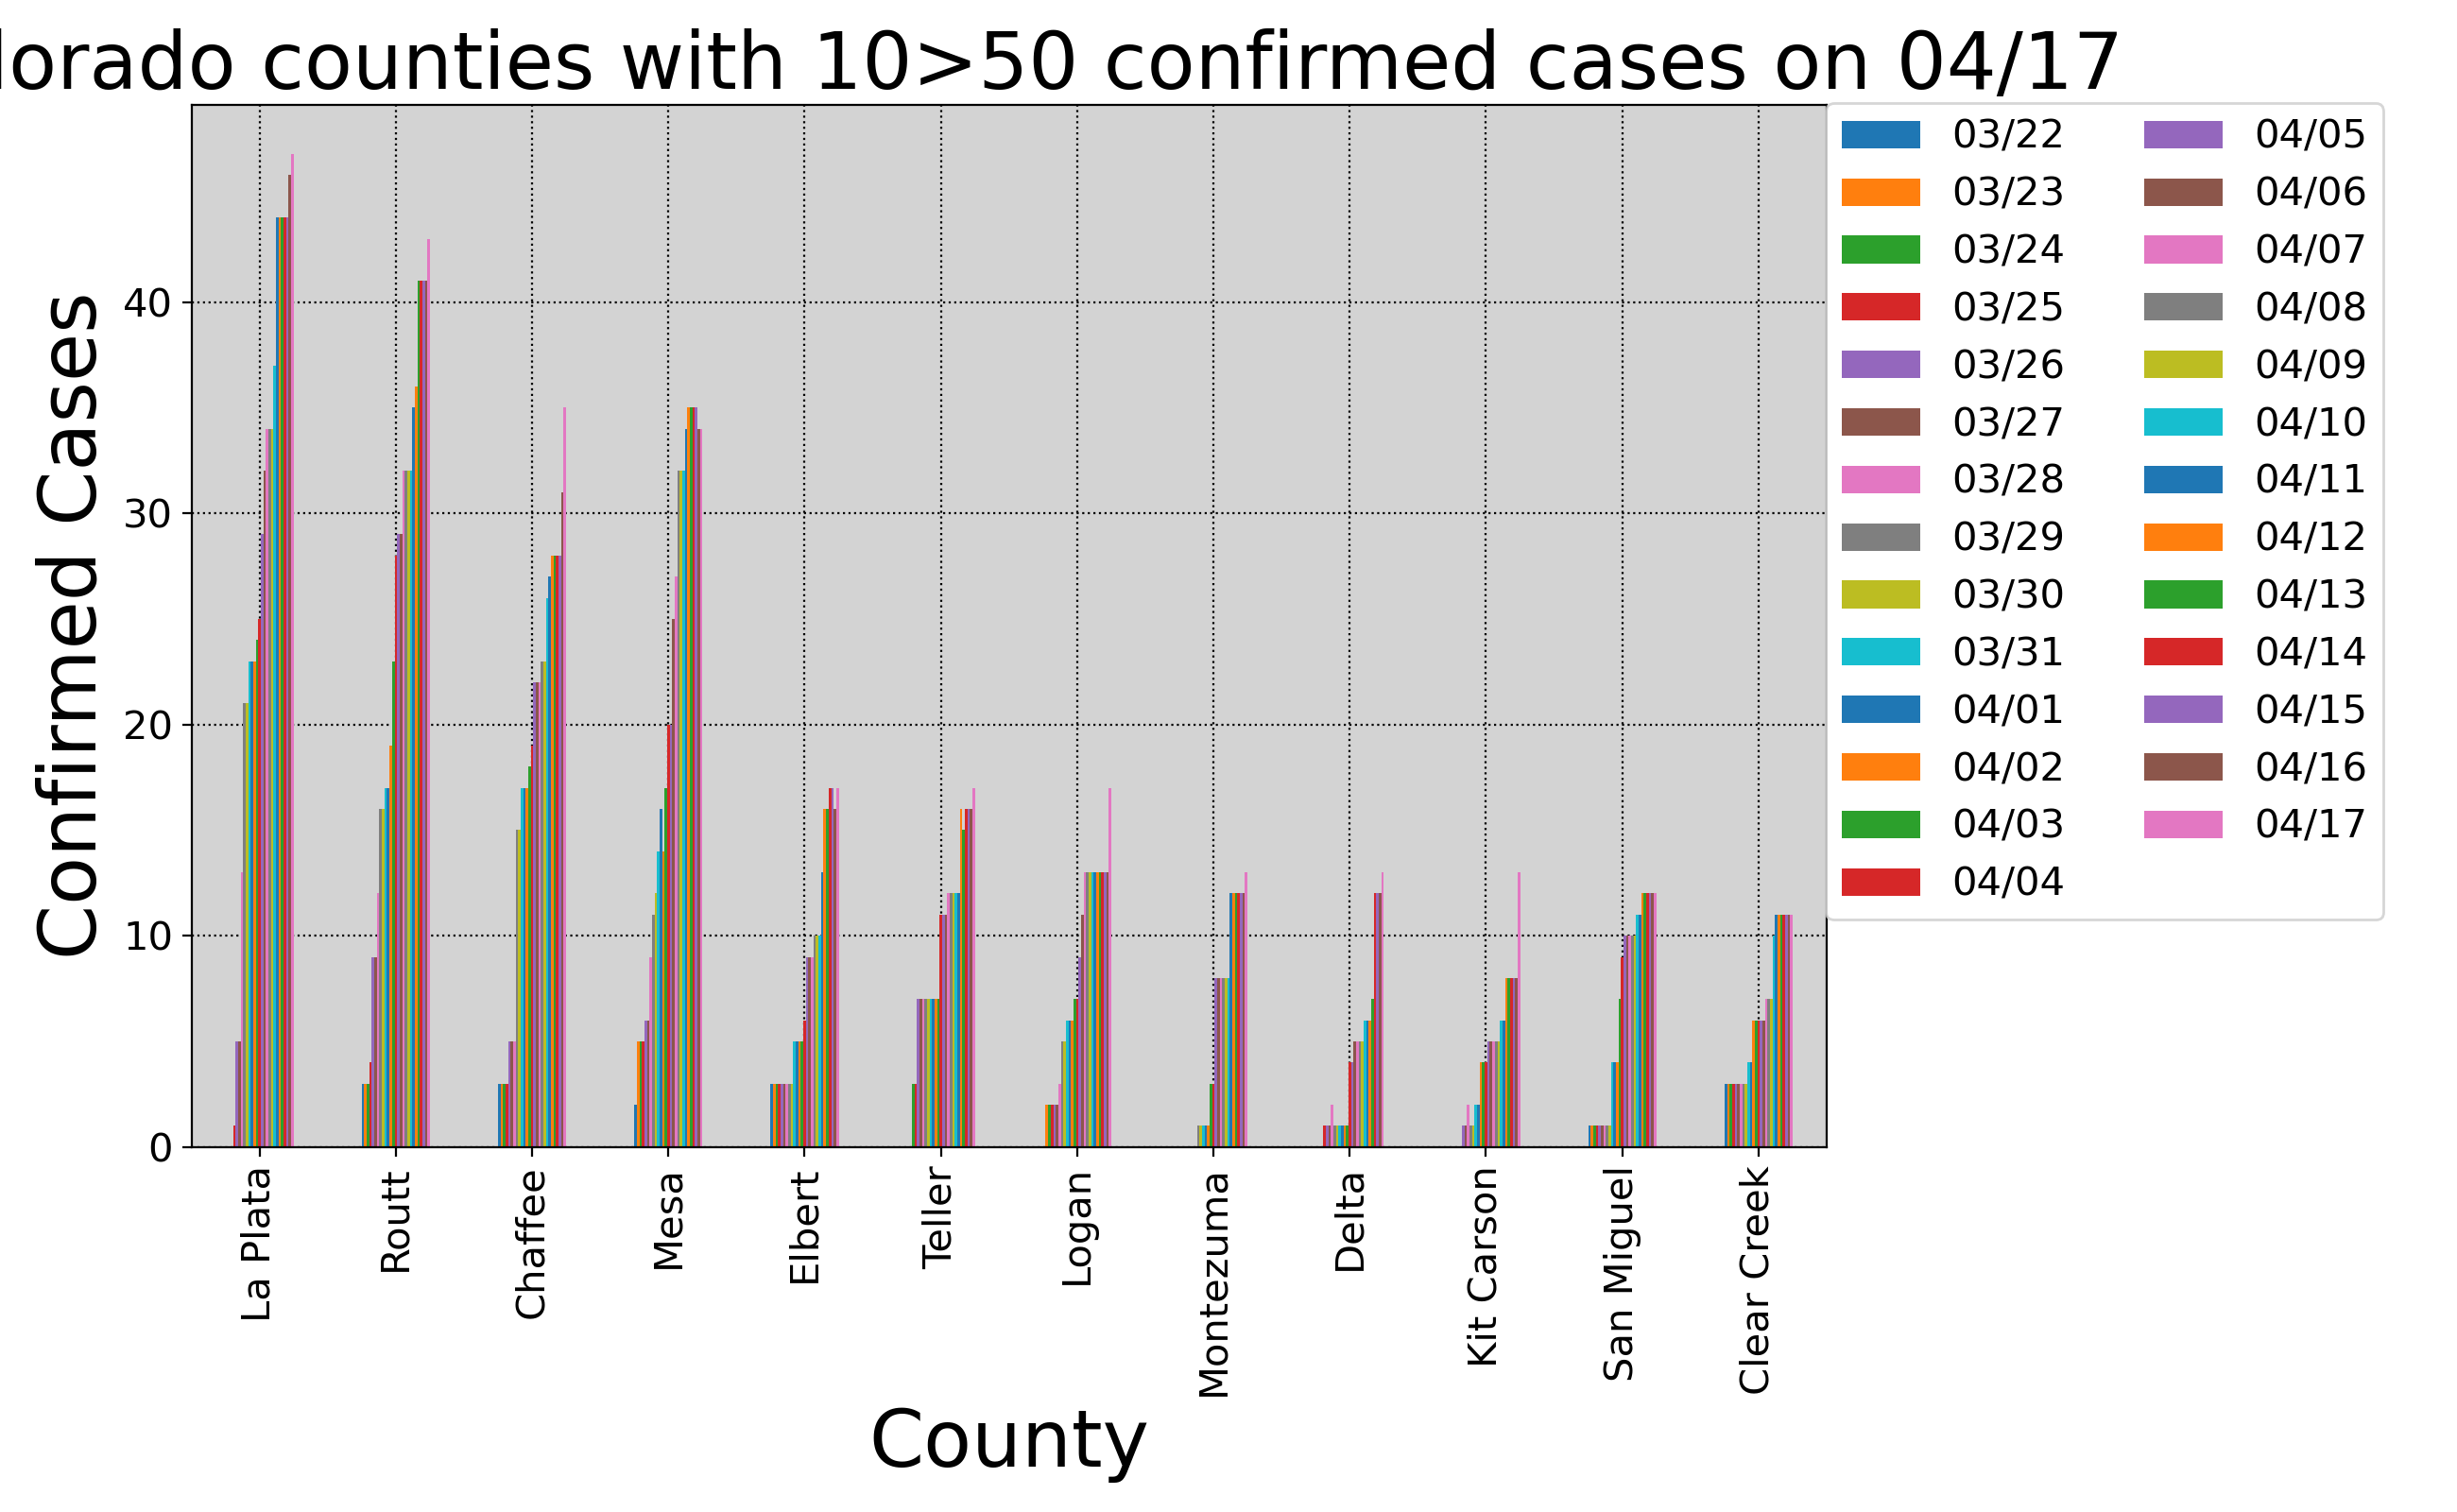 lorado counties with 10>50 confirmed cases on 04/17
Confirmed Cases
40
30
20
10
0
La Plata
Routt
Chaffee
Mesa
Elbert
Teller
Logan
Montezuma
Delta
Kit Carson
San Miguel
Clear Creek
County
03/22
03/23
03/24
03/25
03/26
03/27
03/28
03/29
03/30
03/31
04/01
04/02
04/03
04/04
04/05
04/06
04/07
04/08
04/09
04/10
04/11
04/12
04/13
04/14
04/15
04/16
04/17